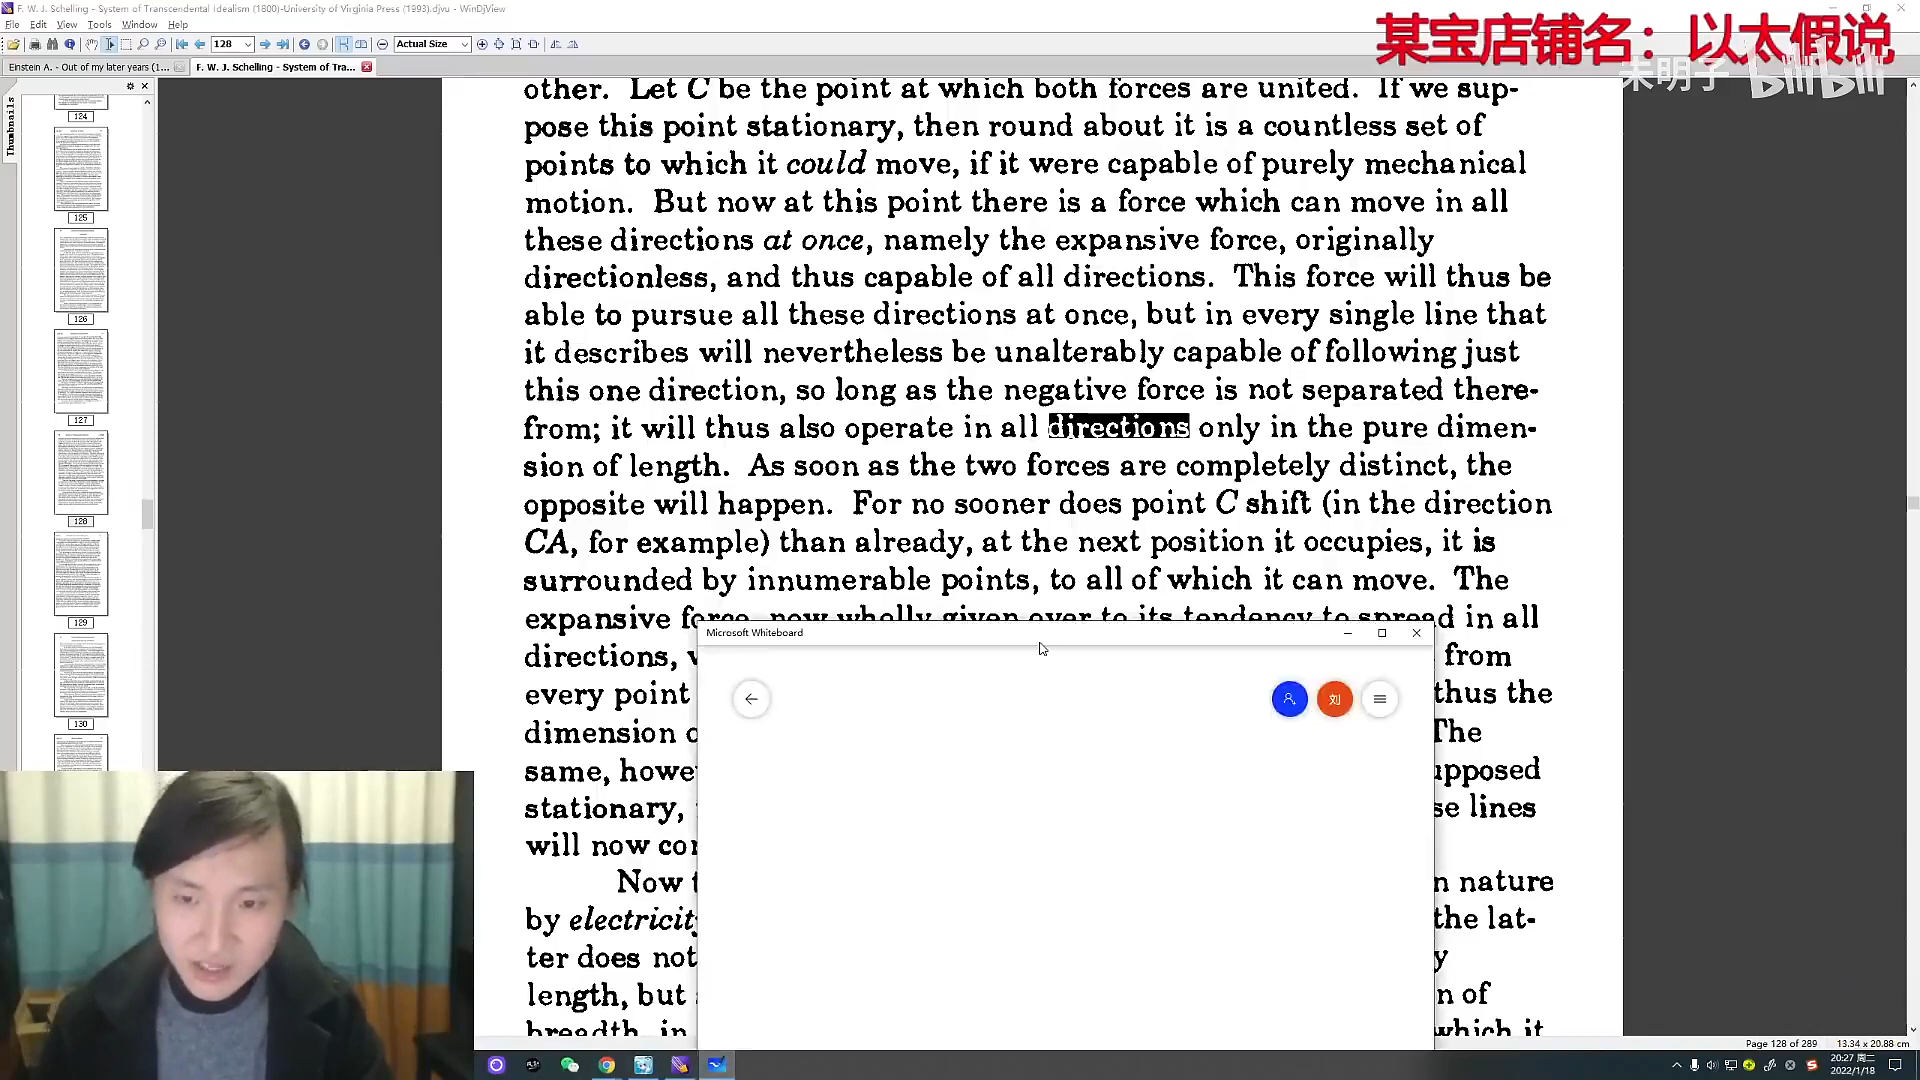 F. W. J. Schelling - System of Transcendental Idealism (1800)-University of Virginia Press (1993).djvu - WinDjView
File Edit View Tools Window Help
128
Actual Size
Einstein A. - Out of my later years (1...
F. W. J. Schelling - System of Tra...
某宝店铺名：以太假说
朱明子 bilibili
Thumbnails
124
125
126
127
128
129
130
other. Let C be the point at which both forces are united. If we sup-
pose this point stationary, then round about it is a countless set of
points to which it could move, if it were capable of purely mechanical
motion. But now at this point there is a force which can move in all
these directions at once, namely the expansive force, originally
directionless, and thus capable of all directions. This force will thus be
able to pursue all these directions at once, but in every single line that
it describes will nevertheless be unalterably capable of following just
this one direction, so long as the negative force is not separated there-
from; it will thus also operate in all directions only in the pure dimen-
sion of length. As soon as the two forces are completely distinct, the
opposite will happen. For no sooner does point C shift (in the direction
CA, for example) than already, at the next position it occupies, it is
surrounded by innumerable points, to all of which it can move. The
expansive force, now wholly given over to its tendency to spread in all
directions, from
every point thus the
dimension The
same, upposed
stationary, se lines
will now
Now n nature
by electricity the lat-
ter does not y
length, but n of
breadth, in which it
Microsoft Whiteboard
刘
Page 128 of 289
13.34 x 20.88 cm
20:27 周二
2022/1/18